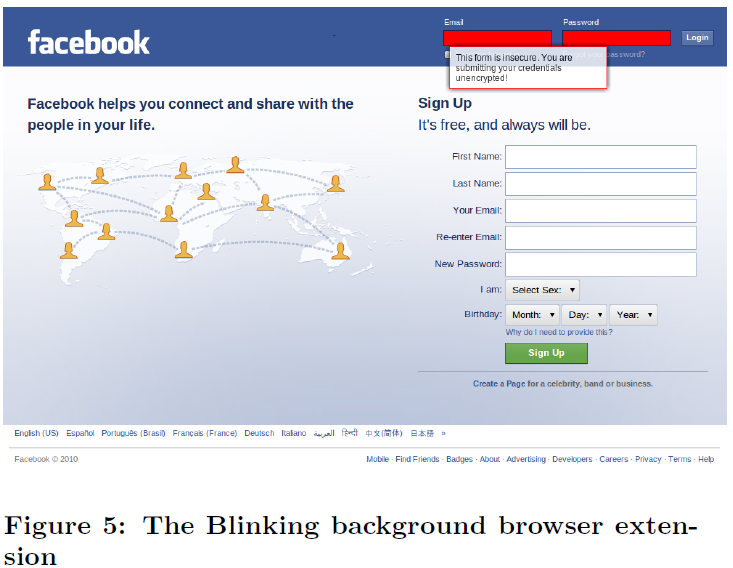 facebook
Email Password
Login
This form is insecure. You are
submitting your credentials
unencrypted!
password?
Facebook helps you connect and share with the
people in your life.
Sign Up
It's free, and always will be.
First Name:
Last Name:
Your Email:
Re-enter Email:
New Password:
I am: Select Sex:
Birthday: Month: Day: Year:
Why do I need to provide this?
Sign Up
Create a Page for a celebrity, band or business.
English (US) Español Português (Brasil) Français (France) Deutsch Italiano العربية हिन्दी 中文(简体) 日本語 »
Facebook © 2010 Mobile · Find Friends · Badges · About · Advertising · Developers · Careers · Privacy · Terms · Help
Figure 5: The Blinking background browser exten-
sion